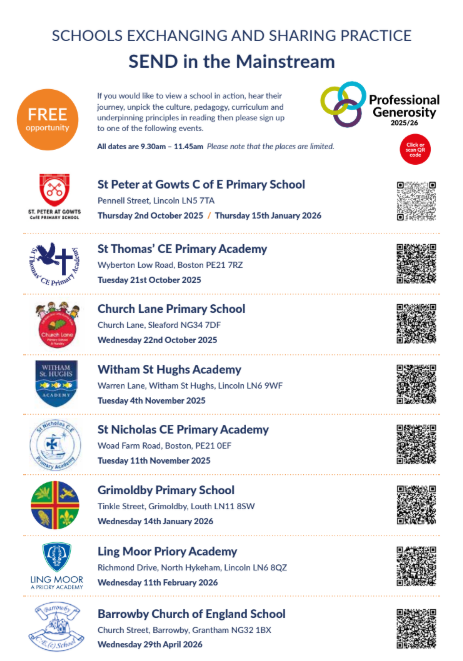 SCHOOLS EXCHANGING AND SHARING PRACTICE
SEND in the Mainstream
FREE
opportunity
If you would like to view a school in action, hear their
journey, unpick the culture, pedagogy, curriculum and
underpinning principles in reading then please sign up
to one of the following events.
All dates are 9.30am – 11.45am Please note that the places are limited.
Professional
Generosity
2025/26
Click or
scan QR
code
ST. PETER AT GOWTS
CofE PRIMARY SCHOOL
St Peter at Gowts C of E Primary School
Pennell Street, Lincoln LN5 7TA
Thursday 2nd October 2025 / Thursday 15th January 2026
St Thomas' CE Primary Academy
St Thomas' CE Primary Academy
Wyberton Low Road, Boston PE21 7RZ
Tuesday 21st October 2025
Church Lane
Church Lane Primary School
Church Lane, Sleaford NG34 7DF
Wednesday 22nd October 2025
WITHAM
ST. HUGHS
ACADEMY
Witham St Hughs Academy
Warren Lane, Witham St Hughs, Lincoln LN6 9WF
Tuesday 4th November 2025
St Nicholas C.E.
Primary Academy
St Nicholas CE Primary Academy
Woad Farm Road, Boston, PE21 0EF
Tuesday 11th November 2025
Grimoldby Primary School
Tinkle Street, Grimoldby, Louth LN11 8SW
Wednesday 14th January 2026
LING MOOR
A PRIORY ACADEMY
Ling Moor Priory Academy
Richmond Drive, North Hykeham, Lincoln LN6 8QZ
Wednesday 11th February 2026
Barrowby
C.E.(C) School
Barrowby Church of England School
Church Street, Barrowby, Grantham NG32 1BX
Wednesday 29th April 2026